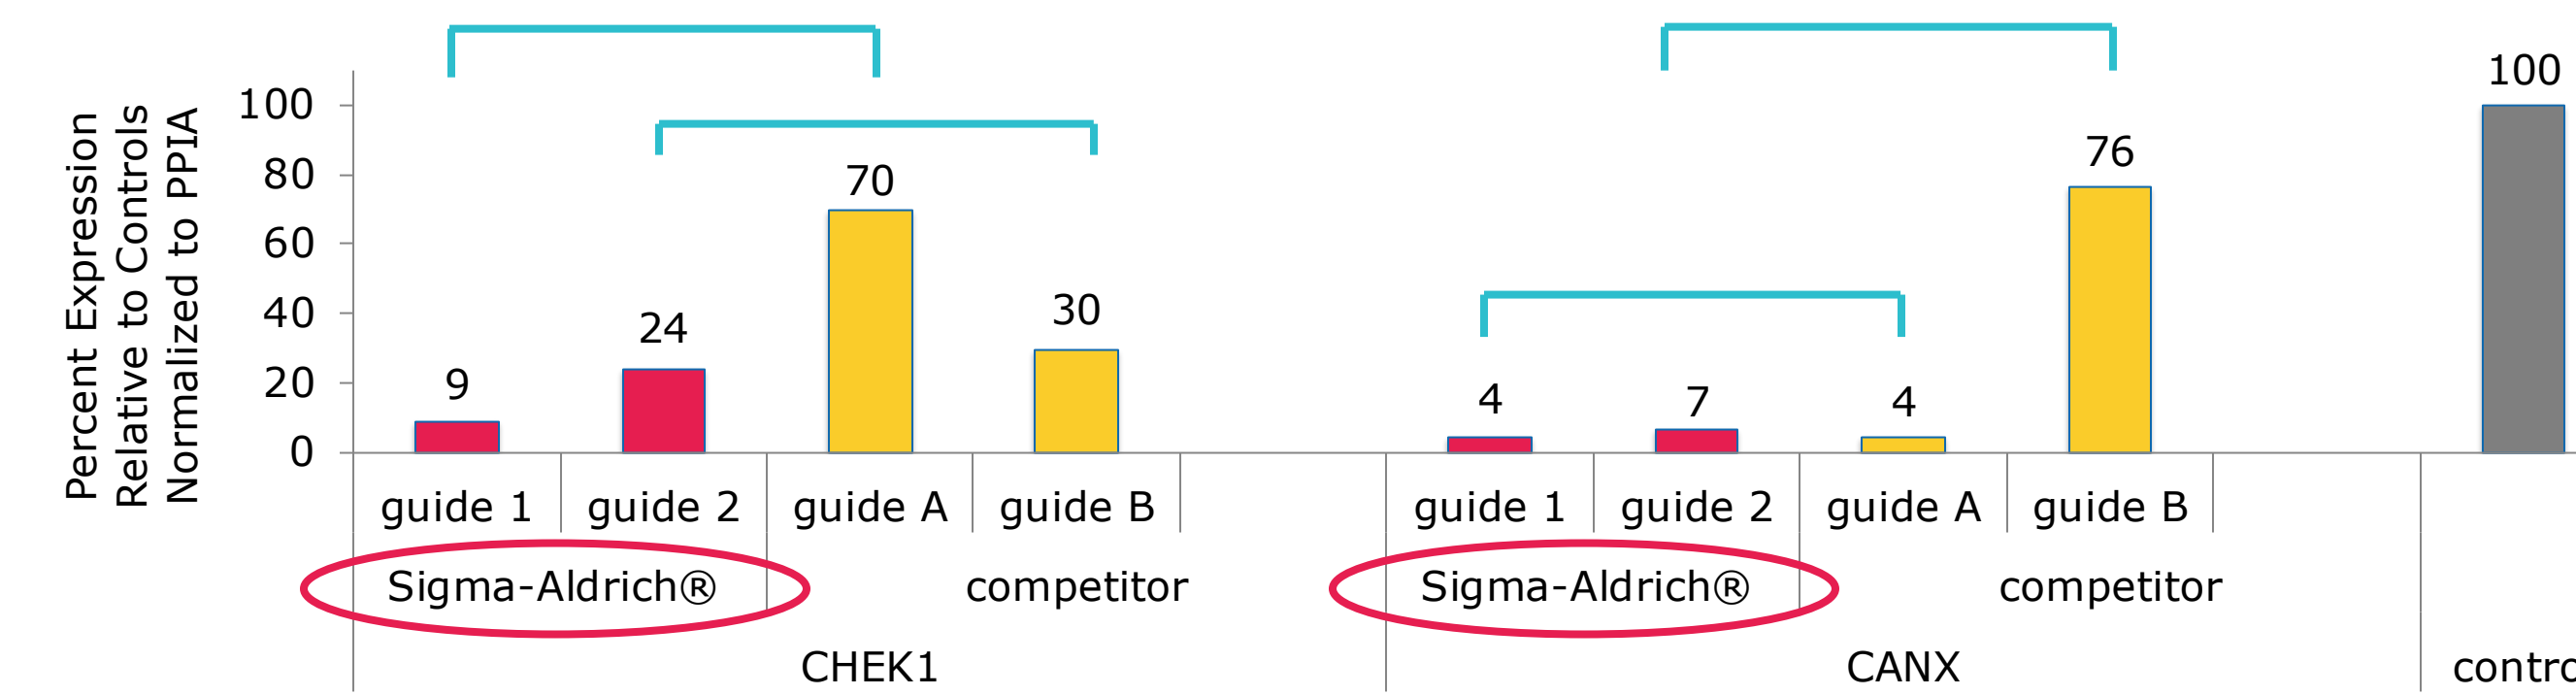 Percent Expression
Relative to Controls
Normalized to PPIA
100
80
60
40
20
0
9
24
70
30
4
7
4
76
100
guide 1 guide 2 guide A guide B guide 1 guide 2 guide A guide B
Sigma-Aldrich® competitor Sigma-Aldrich® competitor
CHEK1 CANX contro